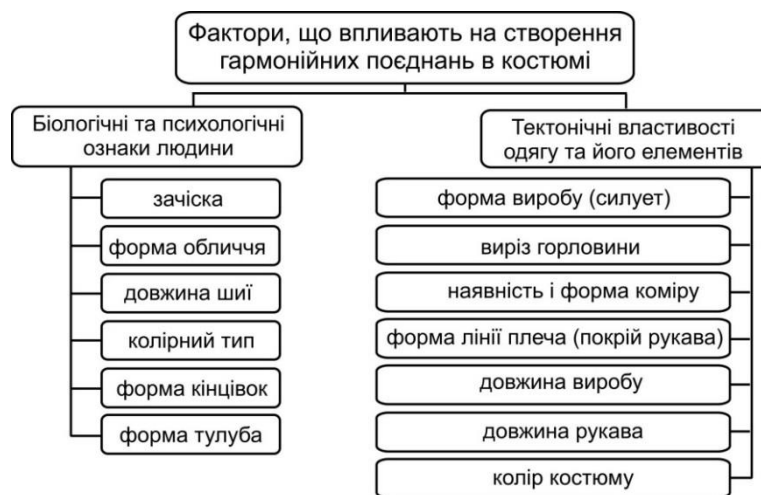 Фактори, що впливають на створення
гармонійних поєднань в костюмі
Біологічні та психологічні
ознаки людини
зачіска
форма обличчя
довжина шиї
колірний тип
форма кінцівок
форма тулуба
Тектонічні властивості
одягу та його елементів
форма виробу (силует)
виріз горловини
наявність і форма коміру
форма лінії плеча (покрій рукава)
довжина виробу
довжина рукава
колір костюму